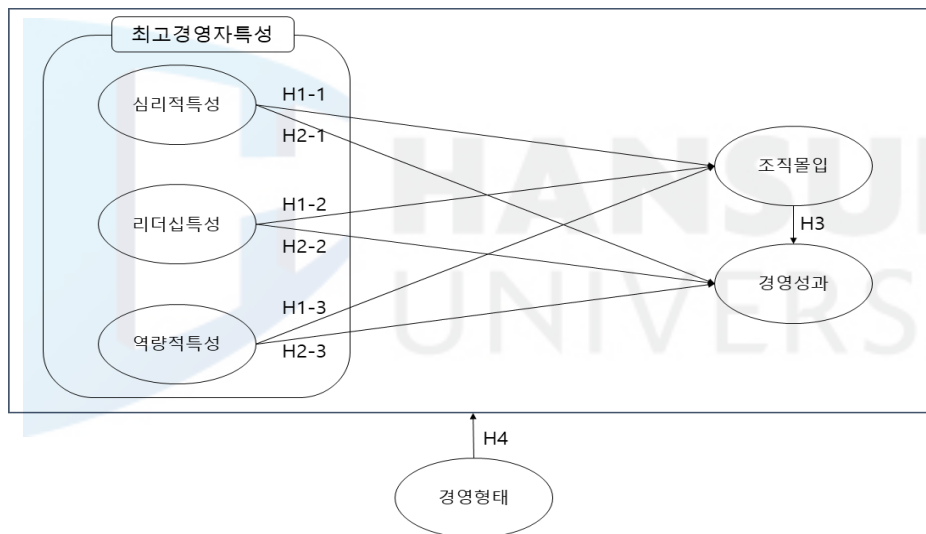 최고경영자특성
심리적특성
H1-1
H2-1
조직몰입
리더십특성
H1-2
H2-2
H3
경영성과
역량적특성
H1-3
H2-3
H4
경영형태
HANSU
UNIVERS